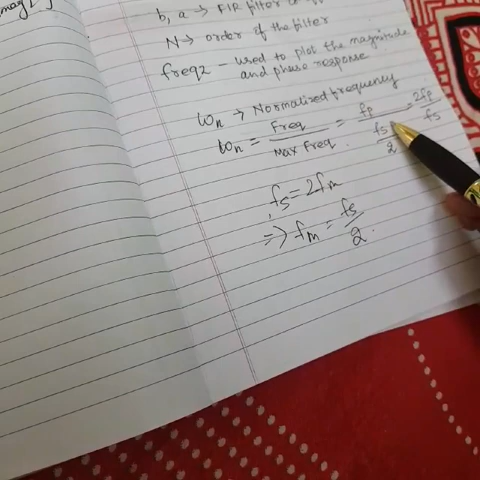 b, a → FIR filter
N → order of the filter
freqz - used to plot the magnitude
and phase response
ωn → Normalized frequency
ωn = Freq / Max Freq. = fp / (fs / 2) = 2fp / fs
fs = 2fm
=> fm = fs / 2.